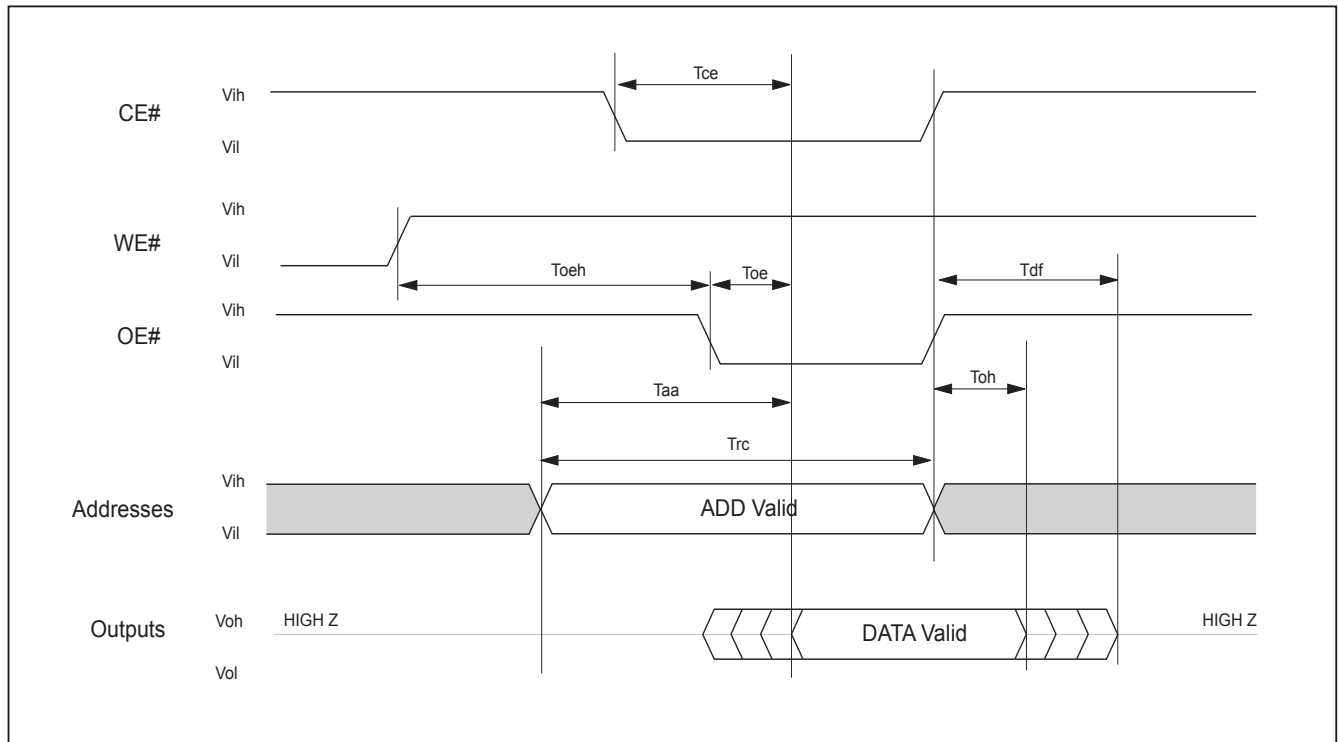 Tce
CE#
Vih
Vil
WE#
Vih
Vil
Toeh
Toe
Tdf
OE#
Vih
Vil
Toh
Taa
Trc
Addresses
Vih
Vil
ADD Valid
Outputs
Voh
HIGH Z
DATA Valid
HIGH Z
Vol